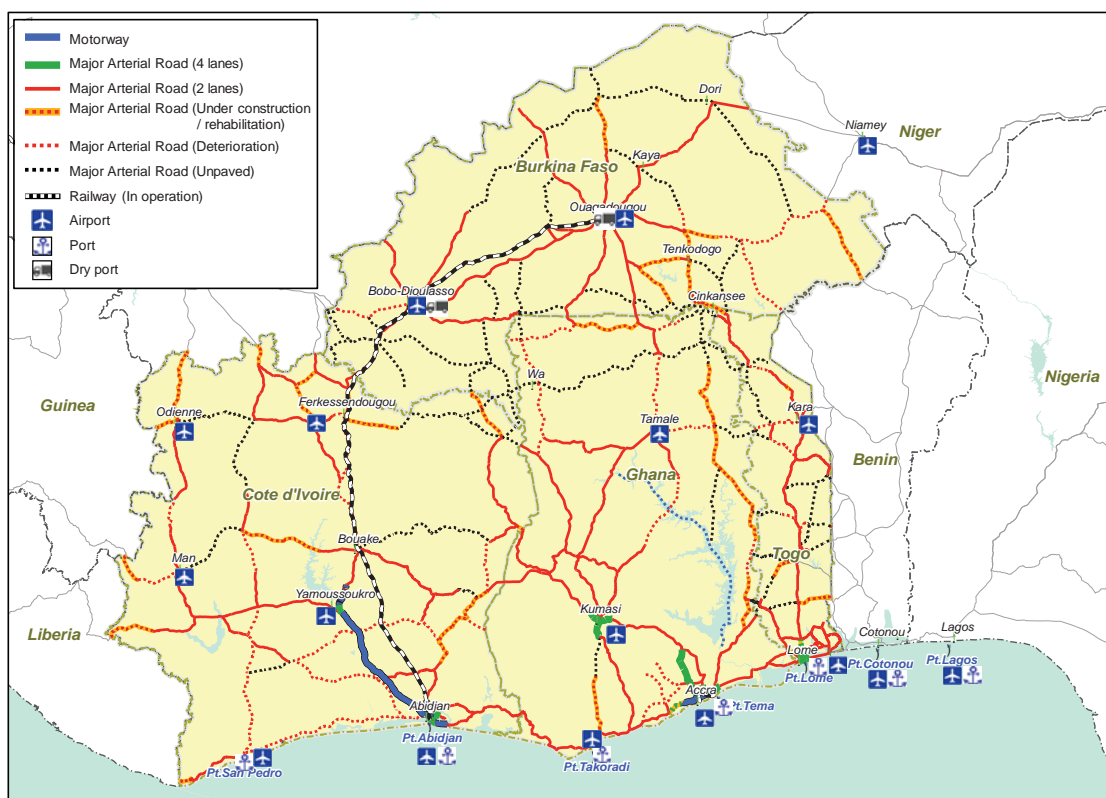 Motorway
Major Arterial Road (4 lanes)
Major Arterial Road (2 lanes)
Major Arterial Road (Under construction
/ rehabilitation)
Major Arterial Road (Deterioration)
Major Arterial Road (Unpaved)
Railway (In operation)
Airport
Port
Dry port
Dori
Niamey
Niger
Kaya
Burkina Faso
Ouagadougou
Tenkodogo
Bobo-Dioulasso
Cinkansee
Nigeria
Wa
Guinea
Odienne
Ferkessendougou
Tamale
Kara
Benin
Ghana
Cote d'Ivoire
Bouake
Man
Togo
Yamoussoukro
Kumasi
Liberia
Cotonou
Lagos
Lome
Pt.Cotonou
Pt.Lagos
Pt.Lome
Accra
Abidjan
Pt.Tema
Pt.Abidjan
Pt.San Pedro
Pt.Takoradi